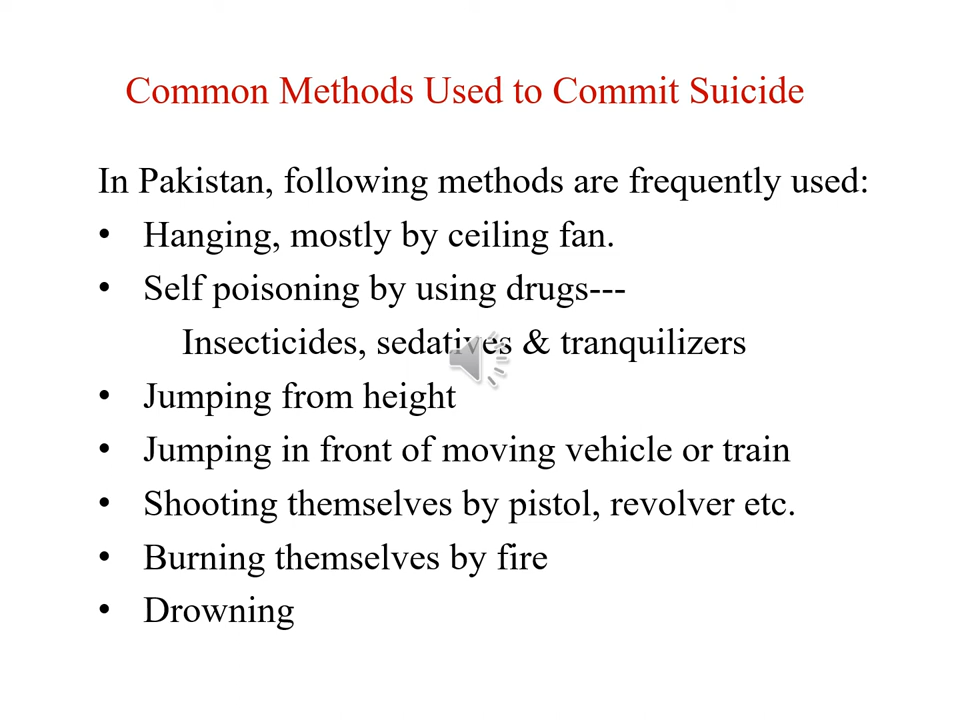 Common Methods Used to Commit Suicide
In Pakistan, following methods are frequently used:
• Hanging, mostly by ceiling fan.
• Self poisoning by using drugs---
Insecticides, sedatives & tranquilizers
• Jumping from height
• Jumping in front of moving vehicle or train
• Shooting themselves by pistol, revolver etc.
• Burning themselves by fire
• Drowning